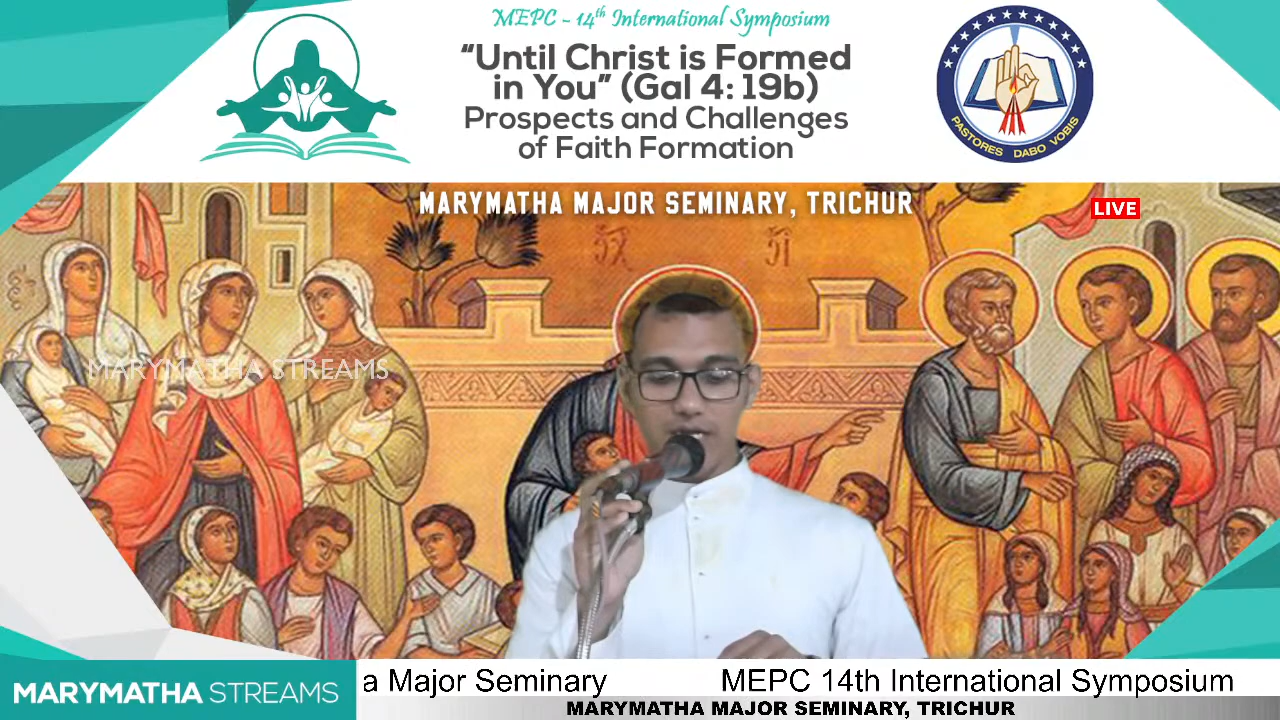 MEPC - 14th International Symposium
“Until Christ is Formed
in You” (Gal 4: 19b)
Prospects and Challenges
of Faith Formation
PASTORES DABO VOBIS
MARYMATHA MAJOR SEMINARY, TRICHUR
LIVE
MARYMATHA STREAMS
MARYMATHA STREAMS
a Major Seminary MEPC 14th International Symposium
MARYMATHA MAJOR SEMINARY, TRICHUR